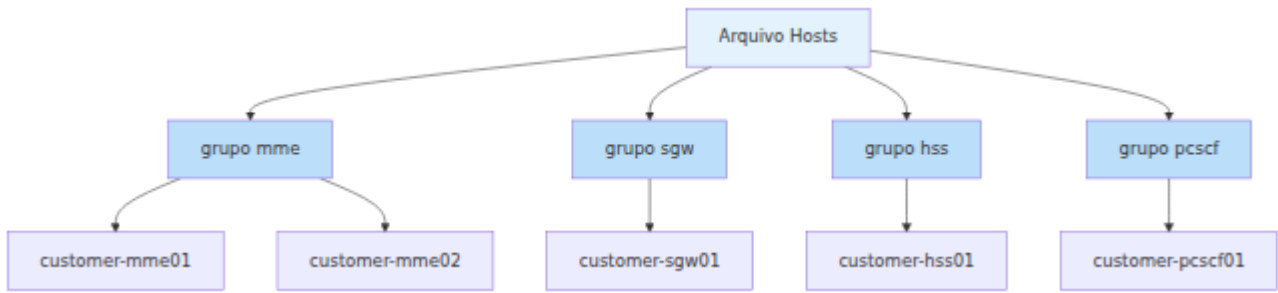 Arquivo Hosts
grupo mme
grupo sgw
grupo hss
grupo pcscf
customer-mme01
customer-mme02
customer-sgw01
customer-hss01
customer-pcscf01